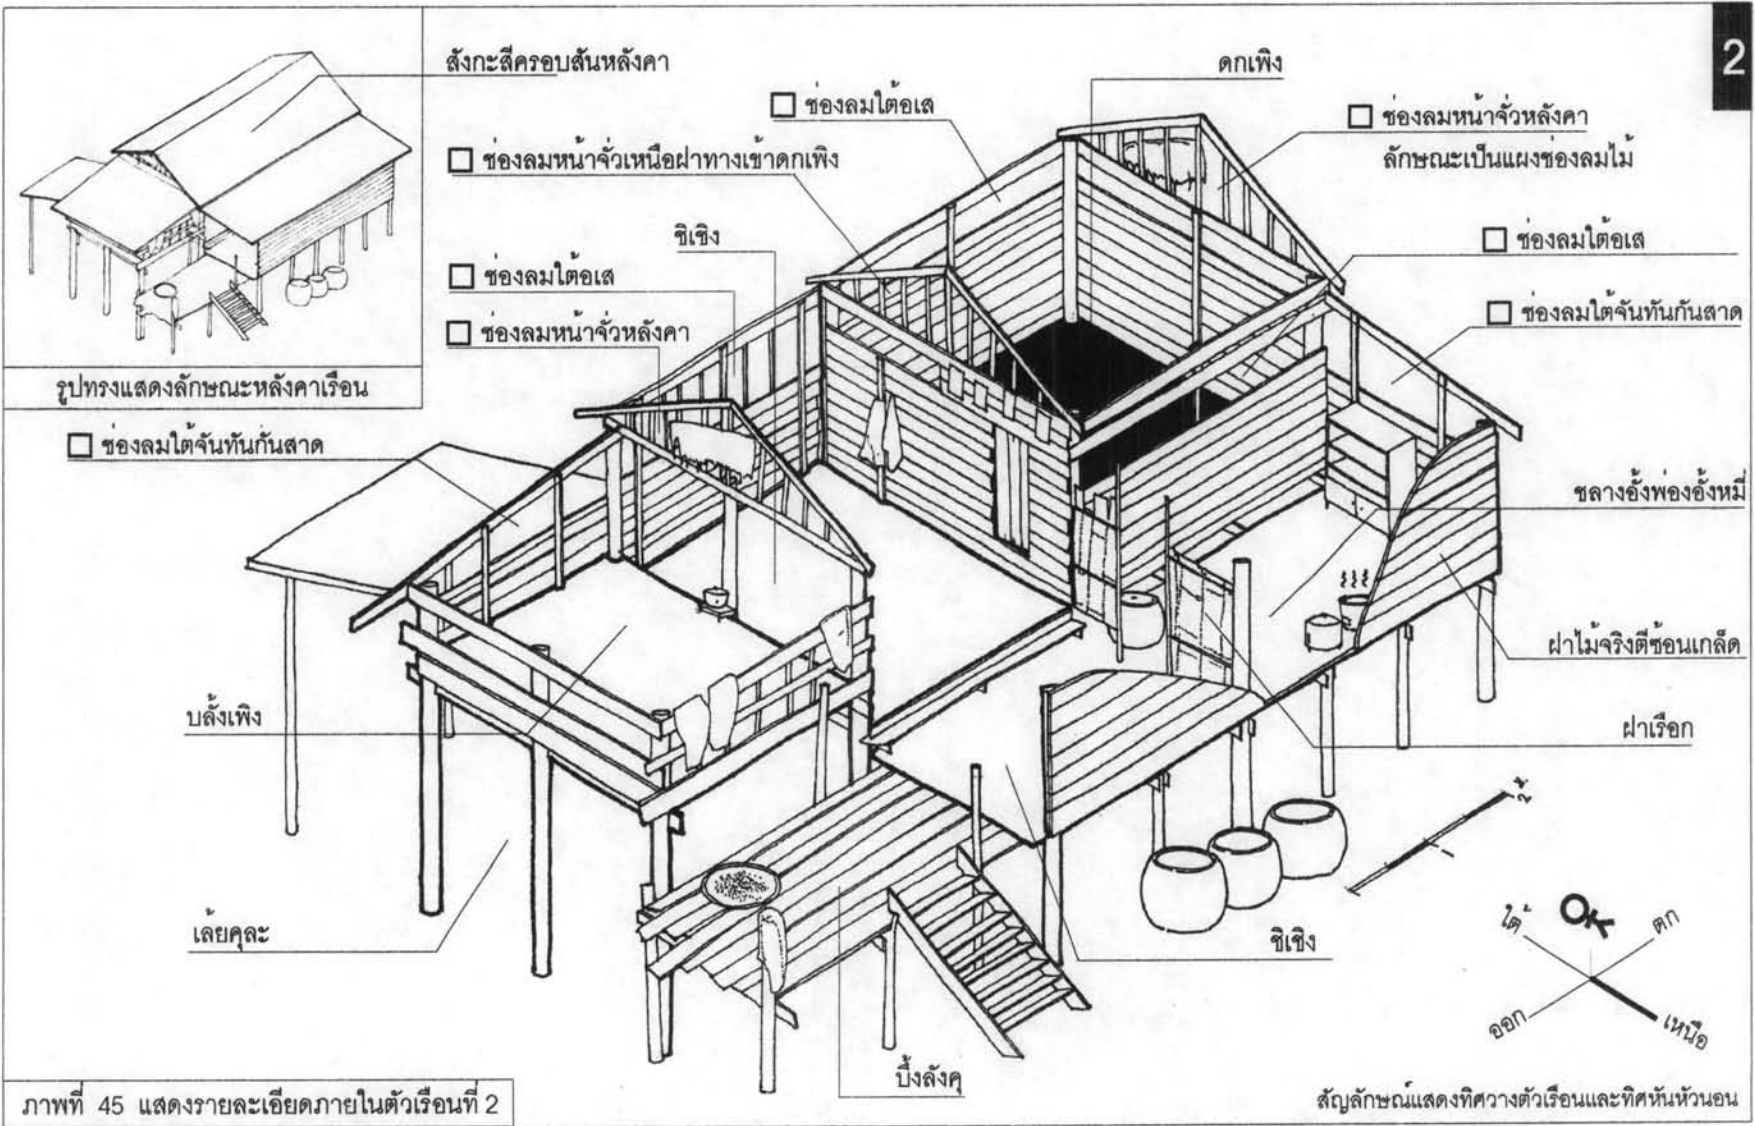 2
สังกะสีครอบสันหลังคา
ดกเพิง
□ ช่องลมใต้อเส
□ ช่องลมหน้าจั่วหลังคา
ลักษณะเป็นแผงช่องลมไม้
□ ช่องลมหน้าจั่วเหนือฝาทางเข้าดกเพิง
ซิเซิง
□ ช่องลมใต้อเส
□ ช่องลมใต้อเส
□ ช่องลมใต้จันทันกันสาด
□ ช่องลมหน้าจั่วหลังคา
รูปทรงแสดงลักษณะหลังคาเรือน
□ ช่องลมใต้จันทันกันสาด
ชลางอั้งพ่องอั้งหมี่
ฝาไม้จริงตีซ้อนเกล็ด
บลั้งเพิง
ฝาเรือก
1
2 ม.
เล้ยคุละ
ซิเซิง
ใต้
OK
ตก
ออก
เหนือ
บึ้งลังคุ
ภาพที่ 45 แสดงรายละเอียดภายในตัวเรือนที่ 2
สัญลักษณ์แสดงทิศวางตัวเรือนและทิศหันหัวนอน